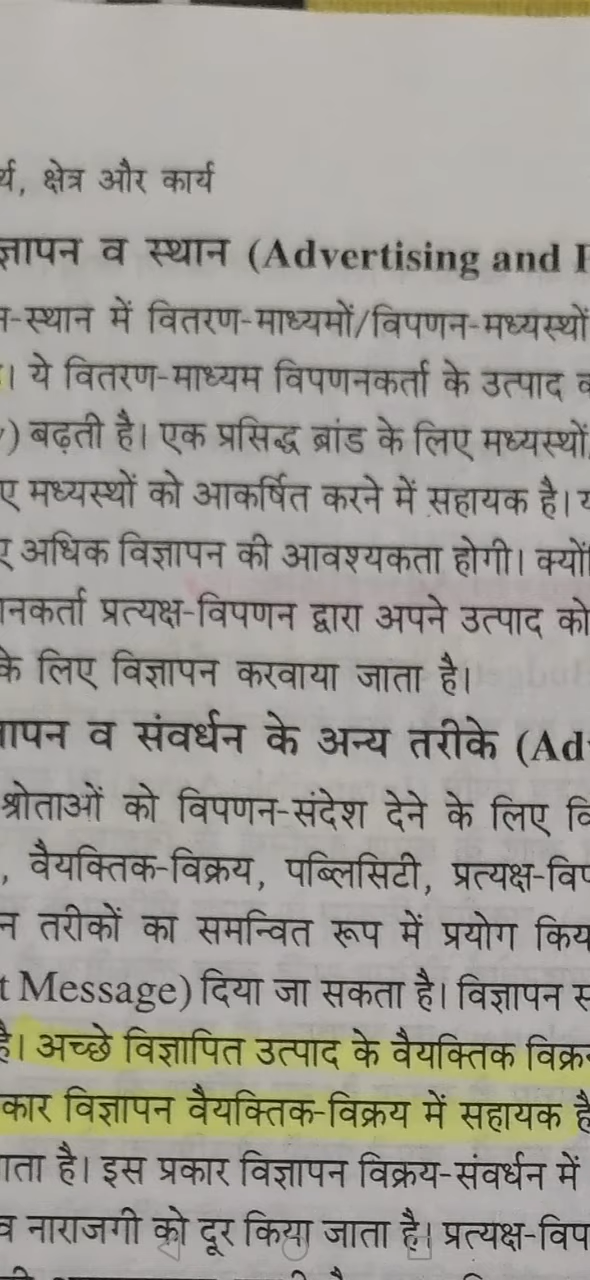 र्य, क्षेत्र और कार्य
ज्ञापन व स्थान (Advertising and
न-स्थान में वितरण-माध्यमों/विपणन-मध्यस्थों
। ये वितरण-माध्यम विपणनकर्ता के उत्पाद
) बढ़ती है। एक प्रसिद्ध ब्रांड के लिए मध्यस्थों
ए मध्यस्थों को आकर्षित करने में सहायक है।
ए अधिक विज्ञापन की आवश्यकता होगी। क्यों
नकर्ता प्रत्यक्ष-विपणन द्वारा अपने उत्पाद को
के लिए विज्ञापन करवाया जाता है।
ज्ञापन व संवर्धन के अन्य तरीके (Ad
श्रोताओं को विपणन-संदेश देने के लिए वि
, वैयक्तिक-विक्रय, पब्लिसिटी, प्रत्यक्ष-विप
न तरीकों का समन्वित रूप में प्रयोग किय
t Message) दिया जा सकता है। विज्ञापन स
है। अच्छे विज्ञापित उत्पाद के वैयक्तिक विक्र
कार विज्ञापन वैयक्तिक-विक्रय में सहायक है
ाता है। इस प्रकार विज्ञापन विक्रय-संवर्धन में
व नाराजगी को दूर किया जाता है। प्रत्यक्ष-विप